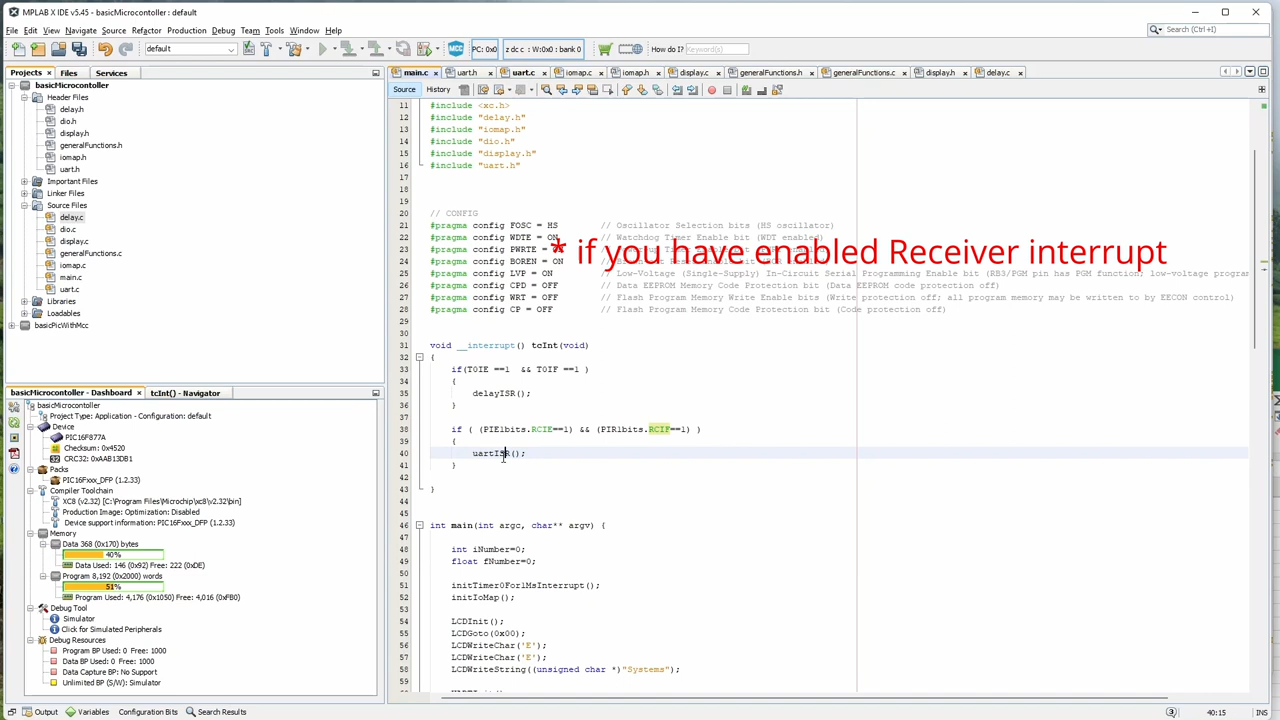 MPLAB X IDE v5.45 - basicMicrocontoller : default
File Edit View Navigate Source Refactor Production Debug Team Tools Window Help
Search (Ctrl+I)
default
PC: 0x0
z dc c : W:0x0 : bank 0
How do I? Keyword(s)
Projects Files Services
main.c uart.h uart.c iomap.c iomap.h display.c generalFunctions.h generalFunctions.c display.h delay.c
Source History
basicMicrocontoller
Header Files
delay.h
dio.h
display.h
generalFunctions.h
iomap.h
uart.h
Important Files
Linker Files
Source Files
delay.c
dio.c
display.c
generalFunctions.c
iomap.c
main.c
uart.c
Libraries
Loadables
basicPicWithMcc
basicMicrocontoller - Dashboard tcInt() - Navigator
basicMicrocontoller
Project Type: Application - Configuration: default
Device
PIC16F877A
Checksum: 0x4520
CRC32: 0xAAB13DB1
Packs
PIC16Fxxx_DFP (1.2.33)
Compiler Toolchain
XC8 (v2.32) [C:\Program Files\Microchip\xc8\v2.32\bin]
Production Image: Optimization: Disabled
Device support information: PIC16Fxxx_DFP (1.2.33)
Memory
Data 368 (0x170) bytes
40%
Data Used: 146 (0x92) Free: 222 (0xDE)
Program 8,192 (0x2000) words
51%
Program Used: 4,176 (0x1050) Free: 4,016 (0xFB0)
Debug Tool
Simulator
Click for Simulated Peripherals
Debug Resources
Program BP Used: 0 Free: 1000
Data BP Used: 0 Free: 1000
Data Capture BP: No Support
Unlimited BP (S/W): Simulator
11 #include <xc.h>
12 #include "delay.h"
13 #include "iomap.h"
14 #include "dio.h"
15 #include "display.h"
16 #include "uart.h"
17
18
19
20 // CONFIG
21 #pragma config FOSC = HS // Oscillator Selection bits (HS oscillator)
22 #pragma config WDTE = ON // Watchdog Timer Enable bit (WDT enabled)
* if you have enabled Receiver interrupt
23 #pragma config PWRTE =
24 #pragma config BOREN = ON
25 #pragma config LVP = ON // Low-Voltage (Single-Supply) In-Circuit Serial Programming Enable bit (RB3/PGM pin has PGM function; low-voltage progra
26 #pragma config CPD = OFF // Data EEPROM Memory Code Protection bit (Data EEPROM code protection off)
27 #pragma config WRT = OFF // Flash Program Memory Write Enable bits (Write protection off; all program memory may be written to by EECON control)
28 #pragma config CP = OFF // Flash Program Memory Code Protection bit (Code protection off)
29
30
31 void __interrupt() tcInt(void)
32 {
33 if(T0IE ==1 && T0IF ==1 )
34 {
35 delayISR();
36 }
37
38 if ( (PIE1bits.RCIE==1) && (PIR1bits.RCIF==1) )
39 {
40 uartISR();
41 }
42
43 }
44
45
46 int main(int argc, char** argv) {
47
48 int iNumber=0;
49 float fNumber=0;
50
51 initTimer0For1MsInterrupt();
52 initIoMap();
53
54 LCDInit();
55 LCDGoto(0x00);
56 LCDWriteChar('E');
57 LCDWriteChar('E');
58 LCDWriteString((unsigned char *)"Systems");
Output Variables Configuration Bits Search Results
40:15 INS